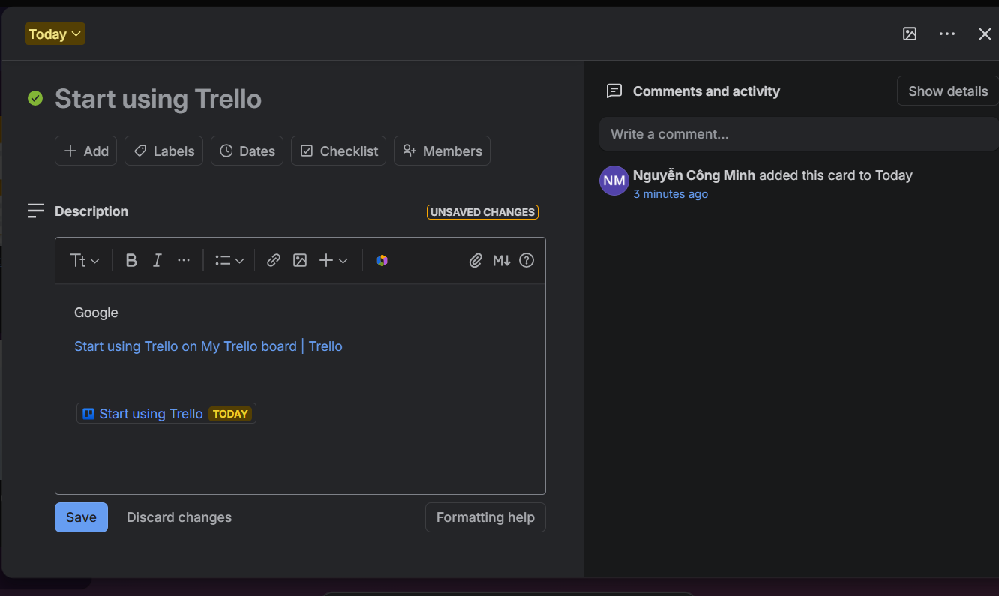 Today
Start using Trello
Add Labels Dates Checklist Members
Description UNSAVED CHANGES
Tt B I M
Google
Start using Trello on My Trello board | Trello
Start using Trello TODAY
Save Discard changes Formatting help
Comments and activity Show details
Write a comment...
NM Nguyễn Công Minh added this card to Today
3 minutes ago